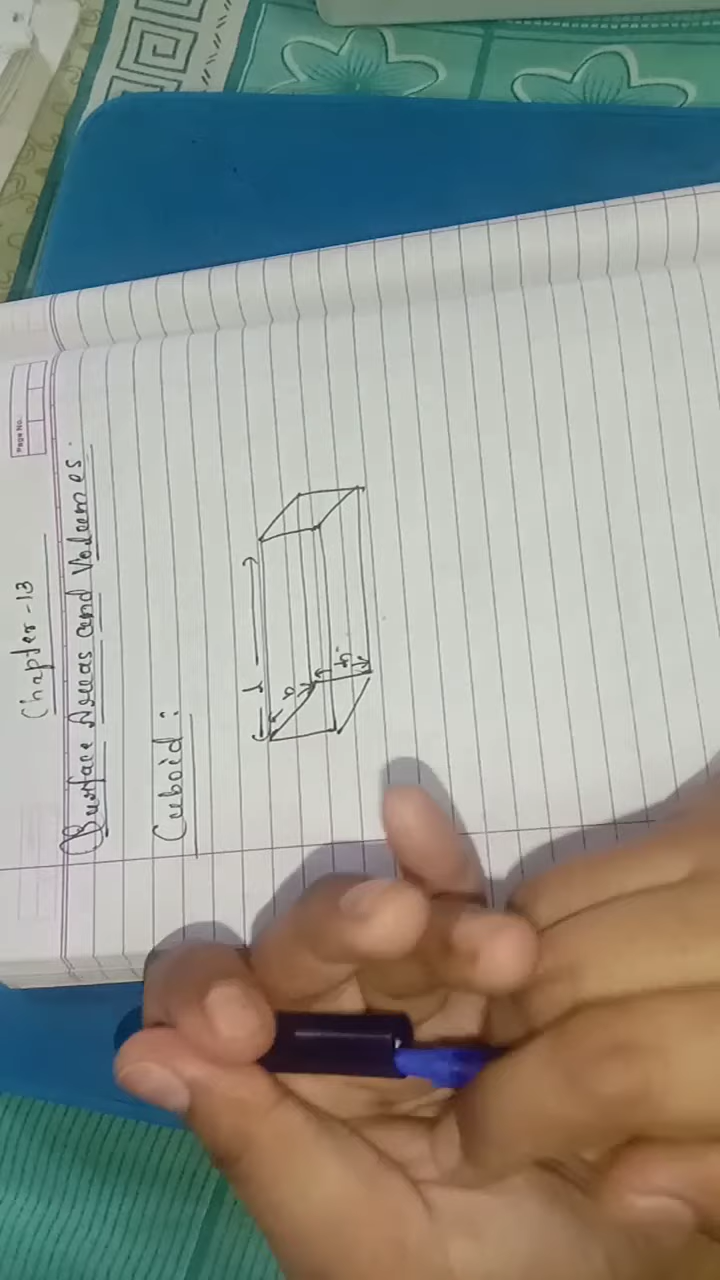 Page No.
Chapter-13
Surface Areas and Volumes.
Cuboid :
l
b
h